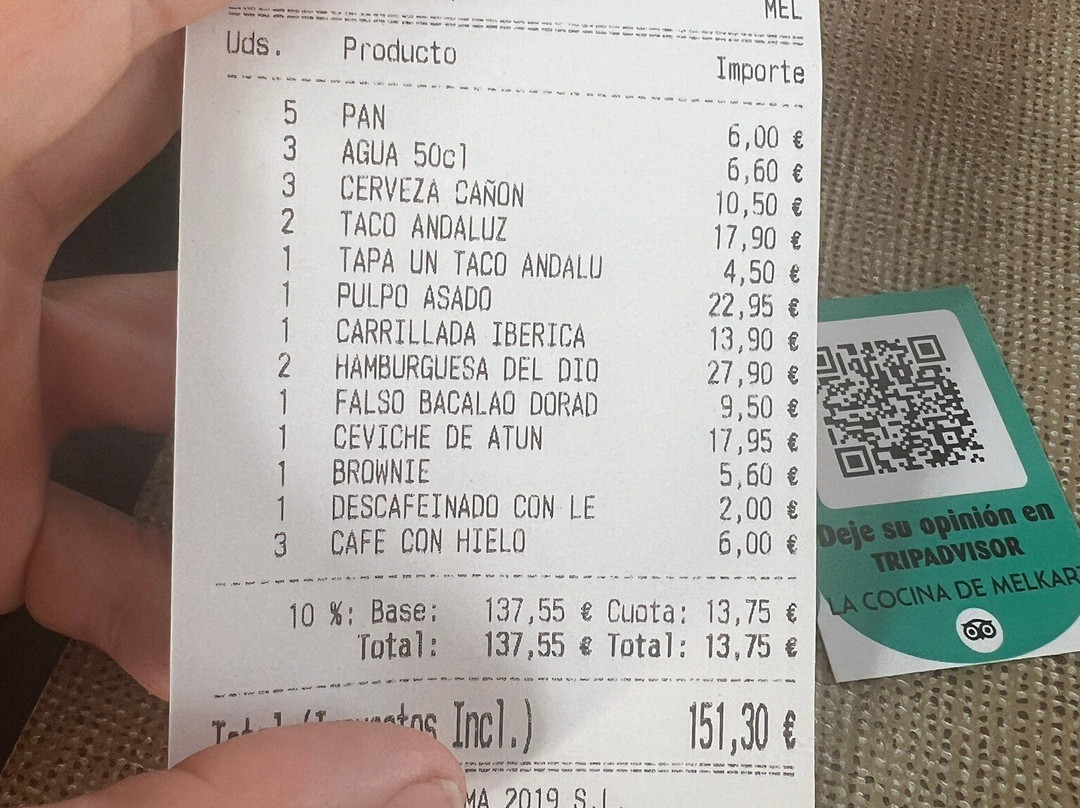 MEL
Uds. Producto Importe
5 PAN 6,00 €
3 AGUA 50cl 6,60 €
3 CERVEZA CAÑON 10,50 €
2 TACO ANDALUZ 17,90 €
1 TAPA UN TACO ANDALU 4,50 €
1 PULPO ASADO 22,95 €
1 CARRILLADA IBERICA 13,90 €
2 HAMBURGUESA DEL DIO 27,90 €
1 FALSO BACALAO DORAD 9,50 €
1 CEVICHE DE ATUN 17,95 €
1 BROWNIE 5,60 €
1 DESCAFEINADO CON LE 2,00 €
3 CAFE CON HIELO 6,00 €
10 %: Base: 137,55 € Cuota: 13,75 €
Total: 137,55 € Total: 13,75 €
Incl.) 151,30 €
MA 2019 S.L.
Deje su opinión en
TRIPADVISOR
LA COCINA DE MELKART